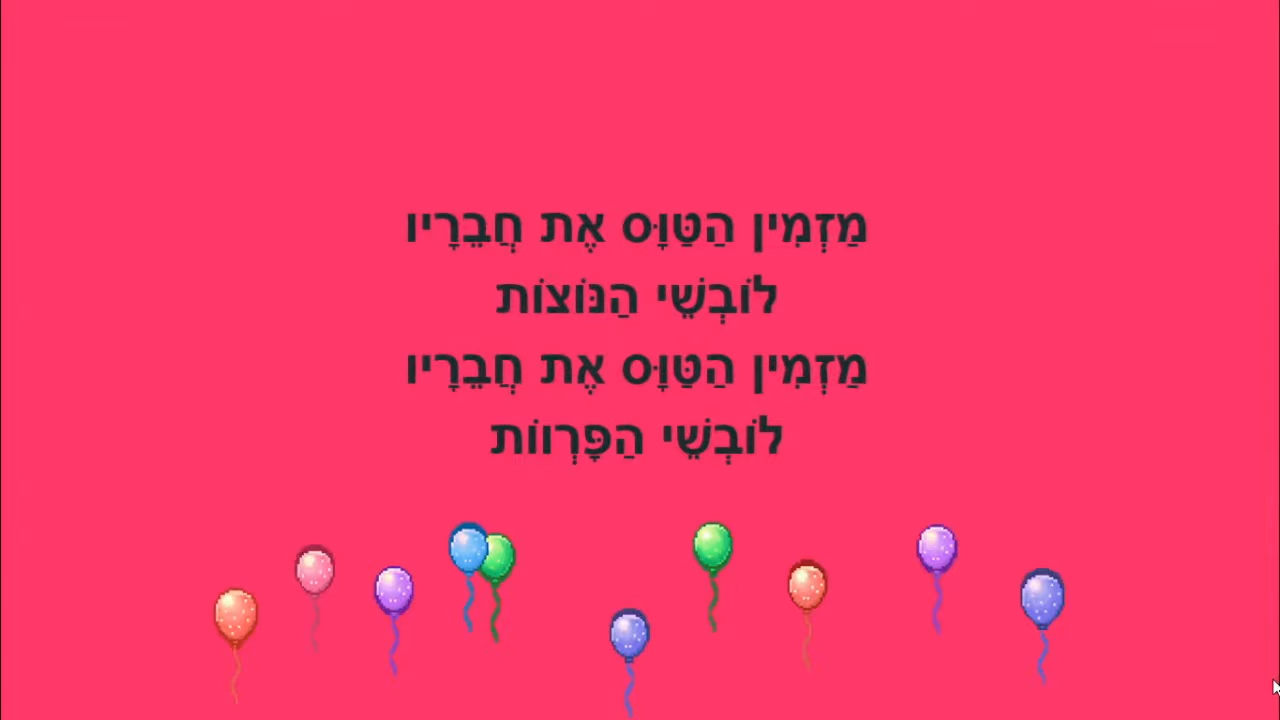 מַזְמִין הַטַּוָּס אֶת חֲבֵרָיו
לוֹבְשֵׁי הַנּוֹצוֹת
מַזְמִין הַטַּוָּס אֶת חֲבֵרָיו
לוֹבְשֵׁי הַפָּרְווֹת